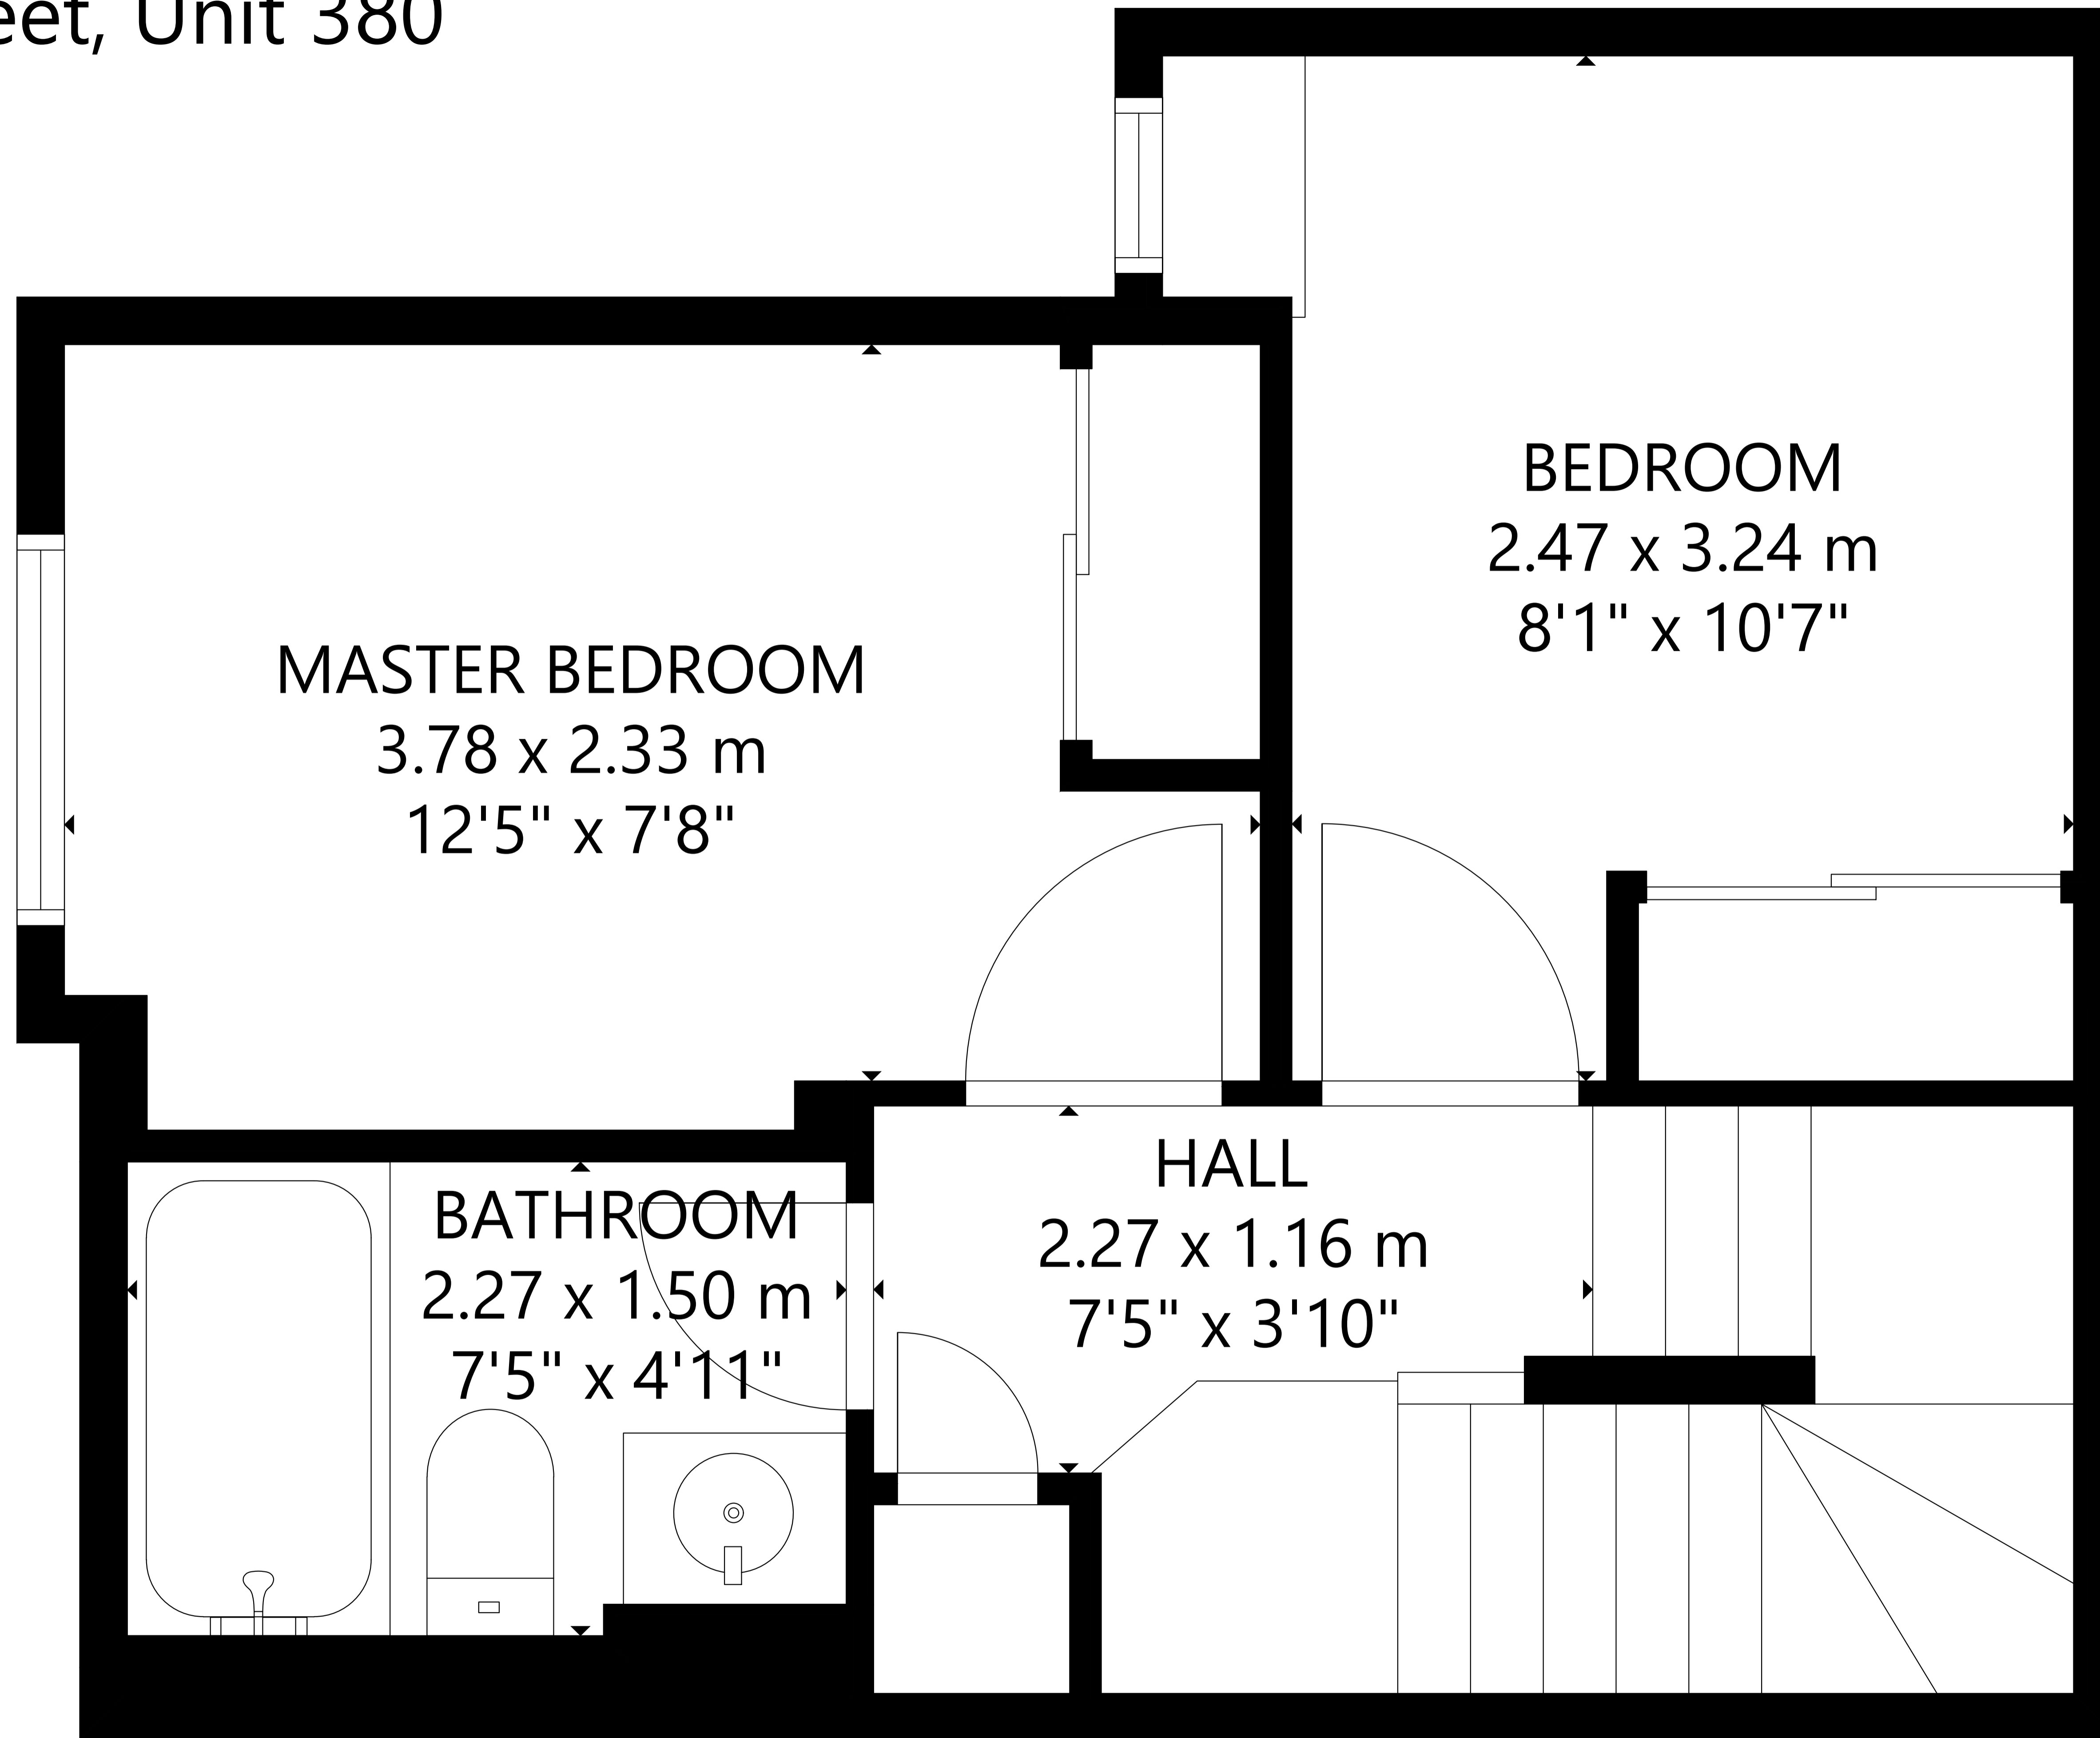 Unit 380
BEDROOM
2.47 x 3.24 m
8'1" x 10'7"
MASTER BEDROOM
3.78 x 2.33 m
12'5" x 7'8"
HALL
2.27 x 1.16 m
7'5" x 3'10"
BATHROOM
2.27 x 1.50 m
7'5" x 4'11"